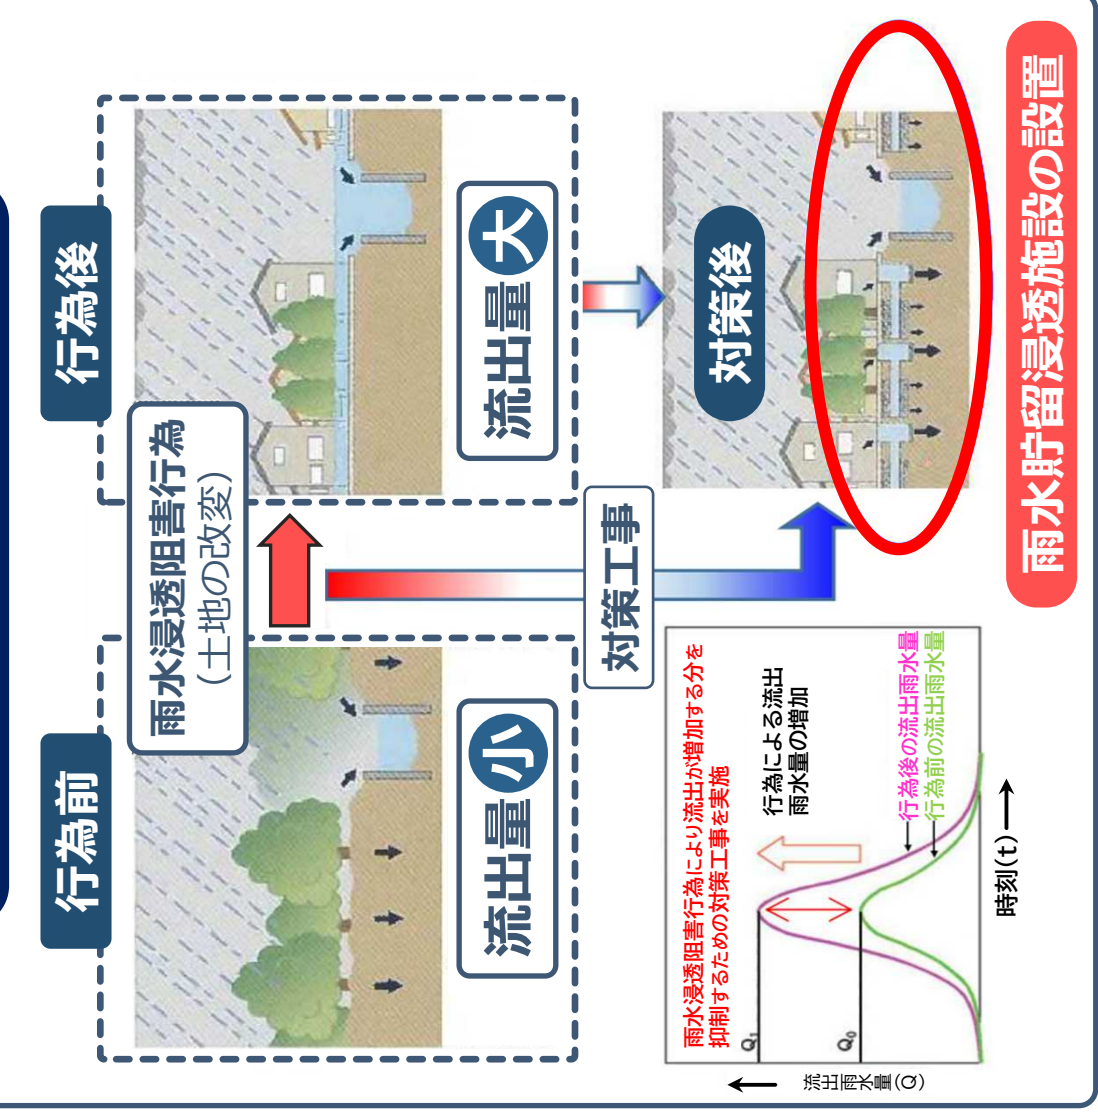 行為前
行為後
雨水浸透阻害行為
(土地の改変)
流出量 小
流出量 大
対策工事
対策後
雨水浸透阻害行為により流出が増加する分を
抑制するための対策工事を実施
行為による流出
雨水量の増加
Q₁
Q₀
行為後の流出雨水量
行為前の流出雨水量
流出雨水量(Q)
時刻(t)
雨水貯留浸透施設の設置